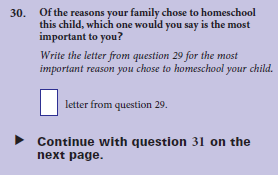 30. Of the reasons your family chose to homeschool
this child, which one would you say is the most
important to you?
Write the letter from question 29 for the most
important reason you chose to homeschool your child.
letter from question 29.
Continue with question 31 on the
next page.